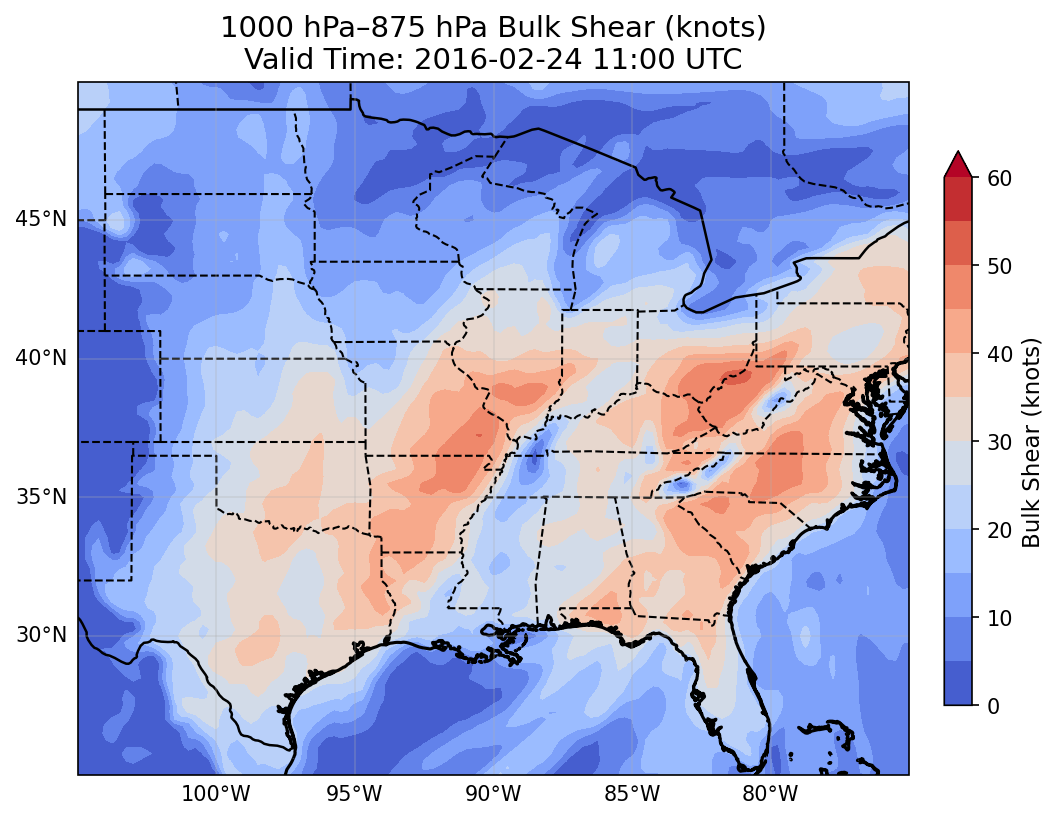 1000 hPa–875 hPa Bulk Shear (knots)
Valid Time: 2016-02-24 11:00 UTC
45°N
40°N
35°N
30°N
100°W
95°W
90°W
85°W
80°W
60
50
40
30
20
10
0
Bulk Shear (knots)